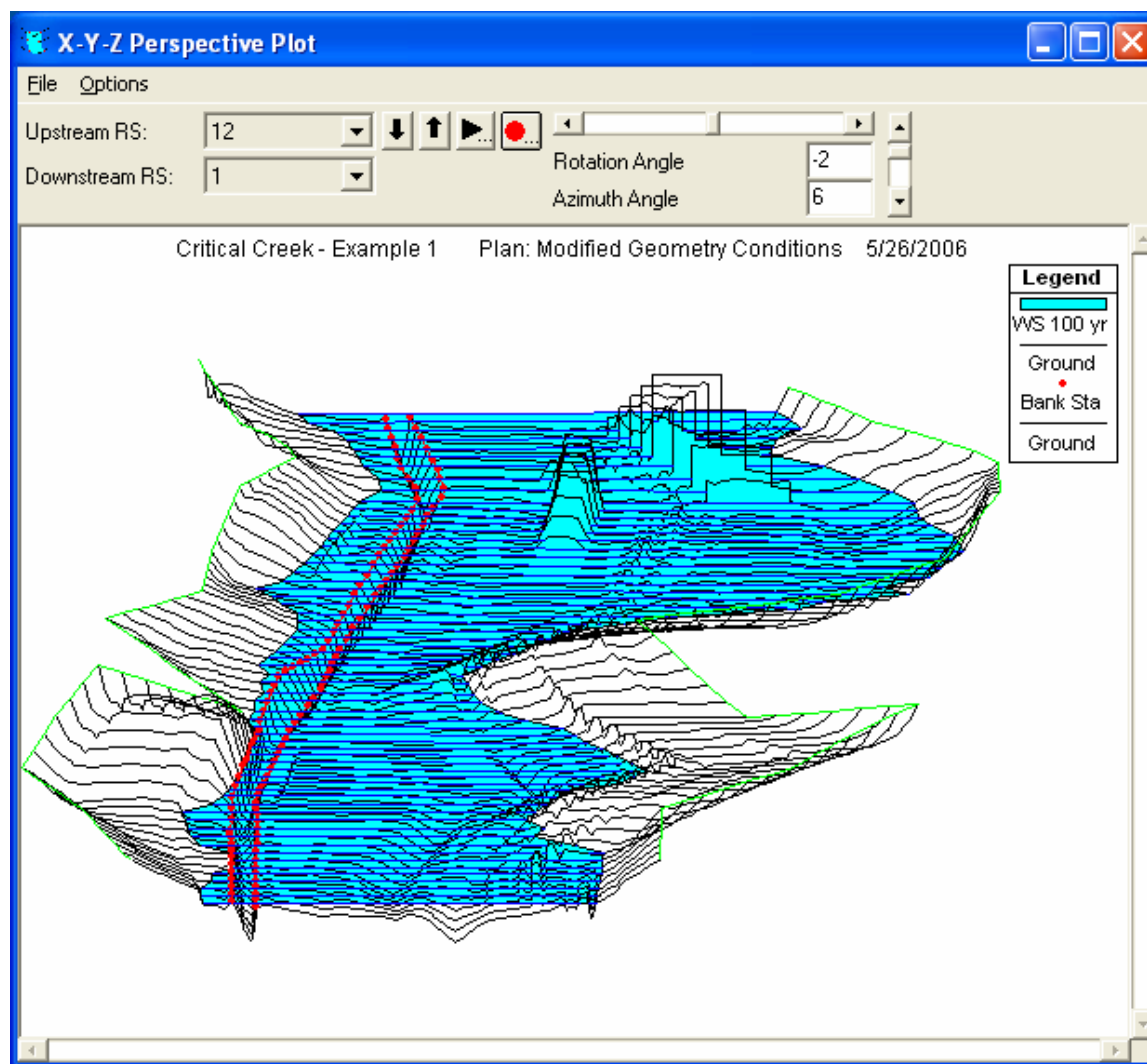 X-Y-Z Perspective Plot
File Options
Upstream RS: 12
Downstream RS: 1
Rotation Angle -2
Azimuth Angle 6
Critical Creek - Example 1 Plan: Modified Geometry Conditions 5/26/2006
Legend
WS 100 yr
Ground
Bank Sta
Ground